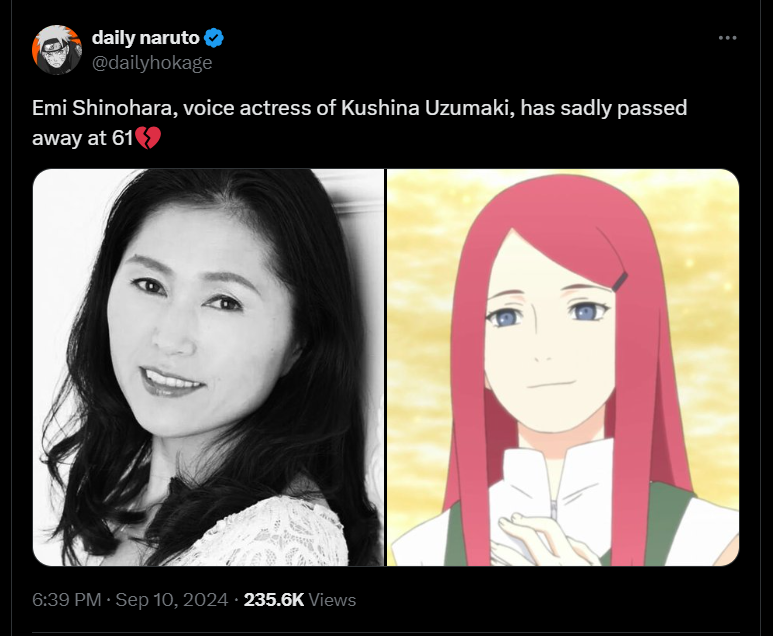 daily naruto
@dailyhokage
Emi Shinohara, voice actress of Kushina Uzumaki, has sadly passed
away at 61💔
6:39 PM · Sep 10, 2024 · 235.6K Views